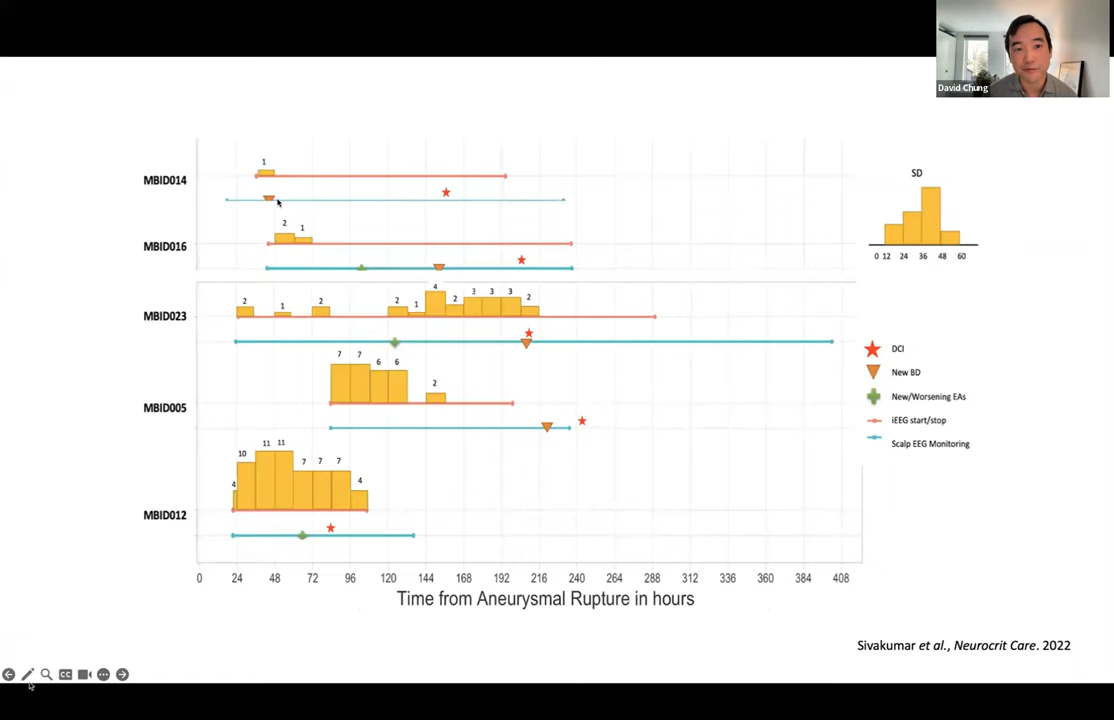 David Chung
SD
0 12 24 36 48 60
MBID014
1
MBID016
2 1
MBID023
2 1 2 2 1 4 2 3 3 3 2
MBID005
7 7 6 6 2
MBID012
4 10 11 11 7 7 7 4
DCI
New BD
New/Worsening EAs
iEEG start/stop
Scalp EEG Monitoring
0 24 48 72 96 120 144 168 192 216 240 264 288 312 336 360 384 408
Time from Aneurysmal Rupture in hours
Sivakumar et al., Neurocrit Care. 2022
CC